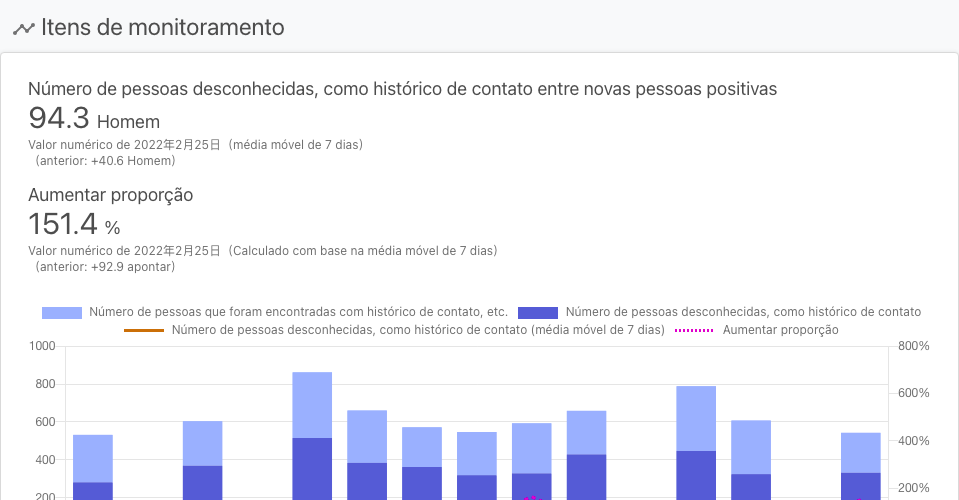 Itens de monitoramento
Número de pessoas desconhecidas, como histórico de contato entre novas pessoas positivas
94.3 Homem
Valor numérico de 2022年2月25日（média móvel de 7 dias）
（anterior: +40.6 Homem）
Aumentar proporção
151.4 %
Valor numérico de 2022年2月25日（Calculado com base na média móvel de 7 dias）
（anterior: +92.9 apontar）
Número de pessoas que foram encontradas com histórico de contato, etc. Número de pessoas desconhecidas, como histórico de contato
Número de pessoas desconhecidas, como histórico de contato (média móvel de 7 dias) Aumentar proporção
1000 800%
800
600%
600
400%
400
200%
200